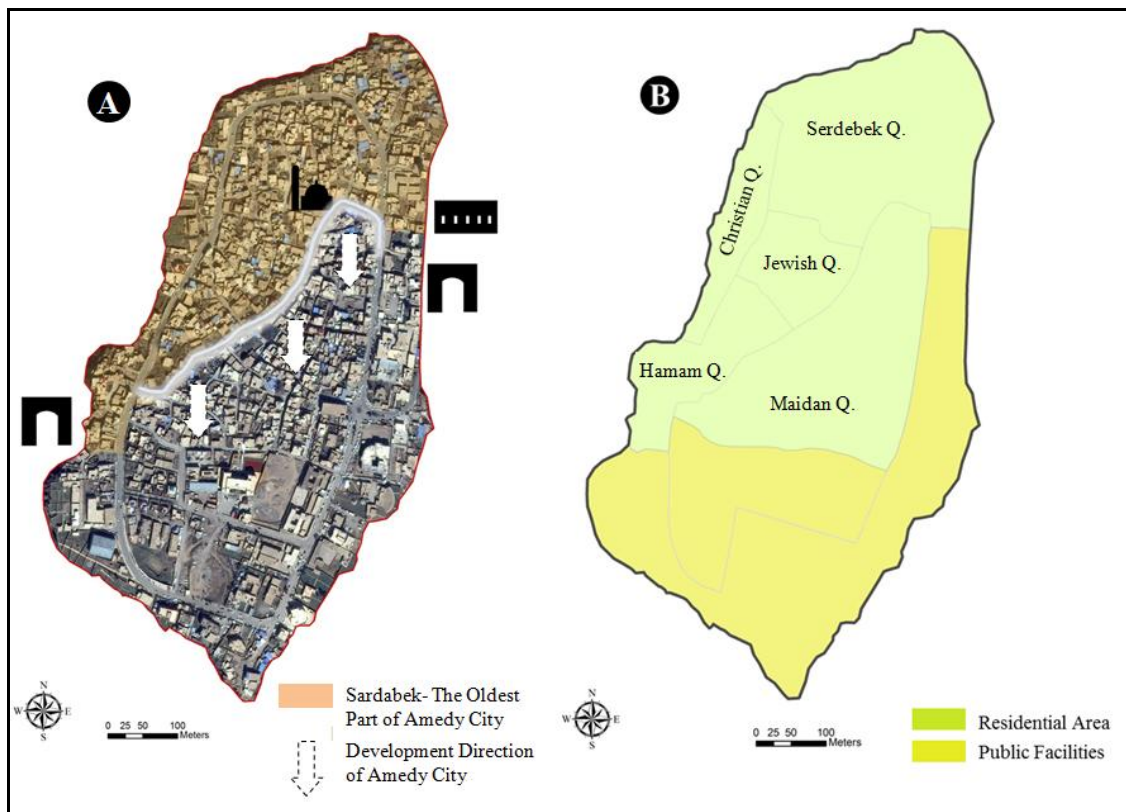 A
B
Serdebek Q.
Christian Q.
Jewish Q.
Hamam Q.
Maidan Q.
N
W E
S
0 25 50 100
Meters
Sardabek- The Oldest
Part of Amedy City
Development Direction
of Amedy City
N
W E
S
0 25 50 100
Meters
Residential Area
Public Facilities